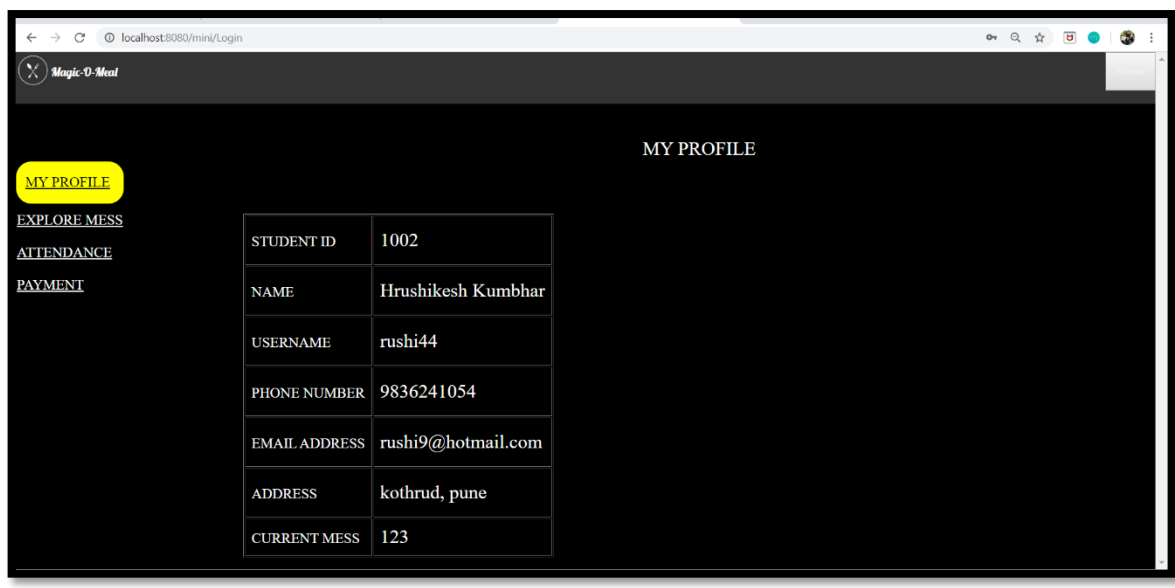 localhost:8080/mini/Login
Magic-O-Meal
MY PROFILE
MY PROFILE
EXPLORE MESS
ATTENDANCE
PAYMENT
STUDENT ID 1002
NAME Hrushikesh Kumbhar
USERNAME rushi44
PHONE NUMBER 9836241054
EMAIL ADDRESS rushi9@hotmail.com
ADDRESS kothrud, pune
CURRENT MESS 123